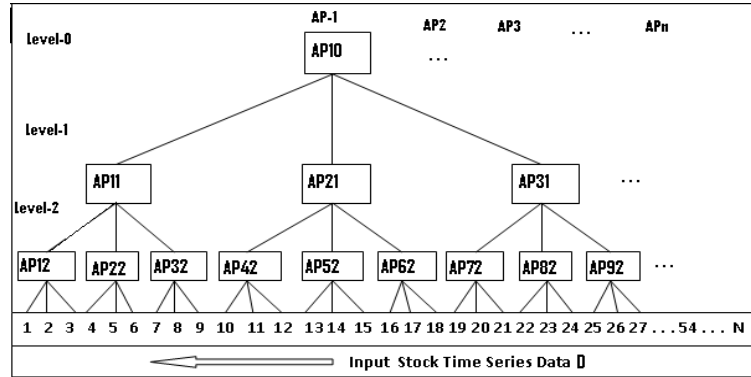 AP-1
Level-0 AP10 AP2 AP3 ... APn
...
Level-1
AP11 AP21 AP31 ...
Level-2
AP12 AP22 AP32 AP42 AP52 AP62 AP72 AP82 AP92 ...
1 2 3 4 5 6 7 8 9 10 11 12 13 14 15 16 17 18 19 20 21 22 23 24 25 26 27 ... 54 ... N
Input Stock Time Series Data D